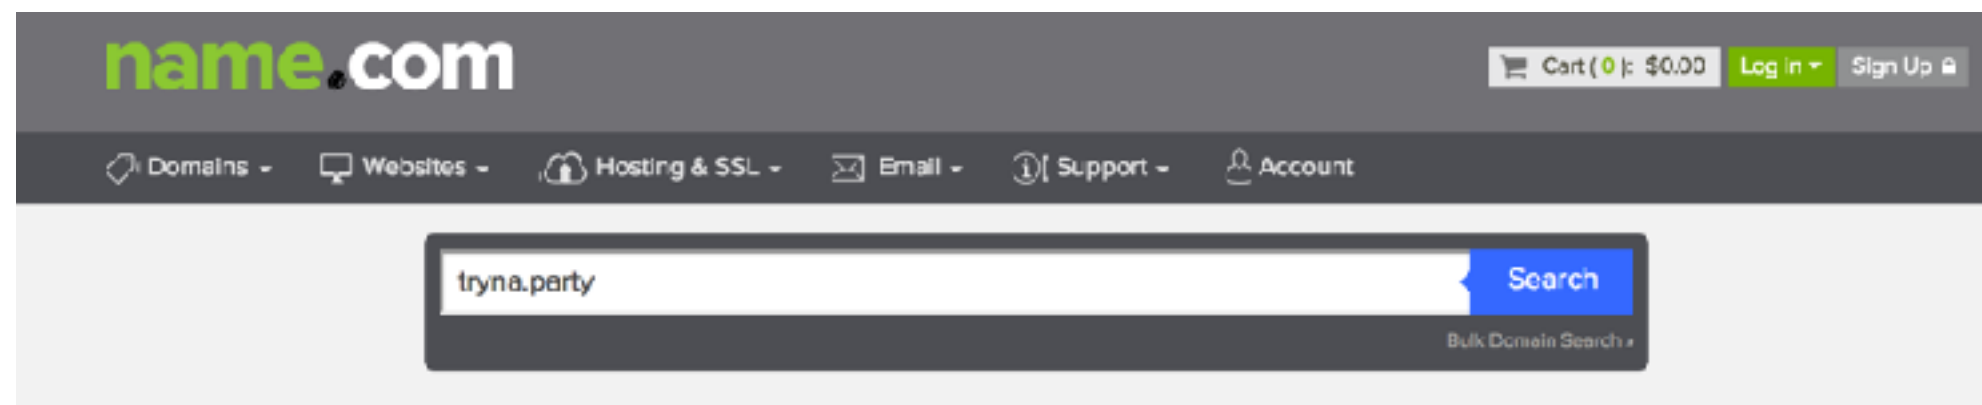 name.com
Cart ( 0 ): $0.00 Log In Sign Up
Domains Websites Hosting & SSL Email Support Account
tryna.party Search
Bulk Domain Search »